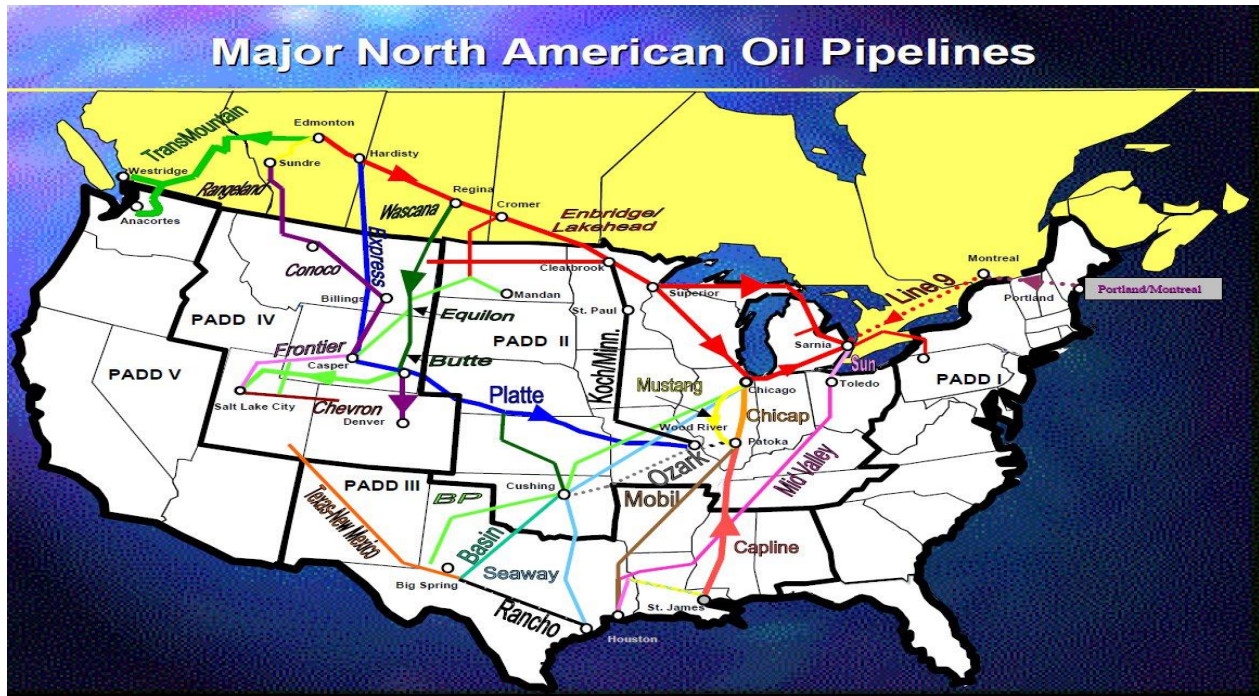 Major North American Oil Pipelines
Edmonton
TransMountain
Hardisty
Westridge
Sundre
Rangeland
Regina
Wascana
Cromer
Anacortes
Enbridge/
Lakehead
Express
Montreal
Clearbrook
Conoco
Line 9
Superior
Mandan
Portland
Portland/Montreal
Billings
St. Paul
Equilon
PADD IV
PADD II
Sarnia
Frontier
Butte
Casper
Sun
PADD V
Koch/Minn.
PADD I
Mustang
Chicago
Toledo
Platte
Salt Lake City
Chevron
Chicap
Denver
Wood River
Patoka
Ozark
Mid Valley
PADD III
Cushing
BP
Mobil
Texas-New Mexico
Basin
Capline
Seaway
Big Spring
Rancho
St. James
Houston